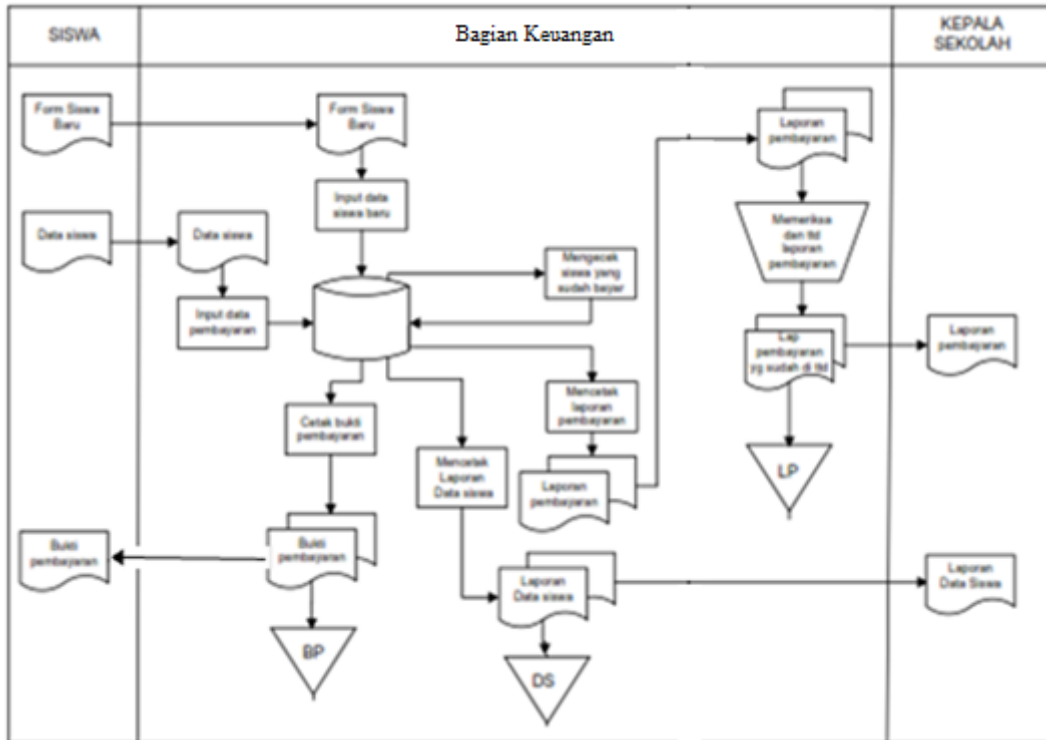 SISWA
Bagian Keuangan
KEPALA
SEKOLAH
Form Siswa
Baru
Form Siswa
Baru
Laporan
pembayaran
Input data
siswa baru
Data siswa
Data siswa
Memeriksa
dan ttd
laporan
pembayaran
Mengecek
siswa yang
sudah bayar
Input data
pembayaran
Lap
pembayaran
yg sudah di ttd
Laporan
pembayaran
Cetak bukti
pembayaran
Mencetak
laporan
pembayaran
Mencetak
Laporan
Data siswa
Laporan
pembayaran
LP
Bukti
pembayaran
Bukti
pembayaran
Laporan
Data siswa
Laporan
Data Siswa
BP
DS